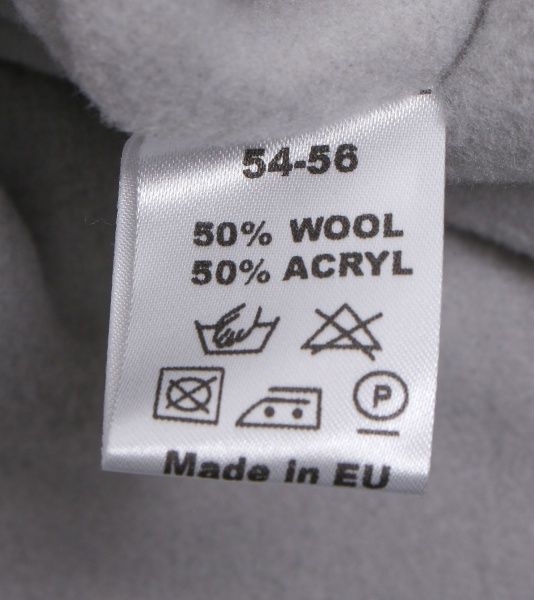 54-56
50% WOOL
50% ACRYL
P
Made in EU